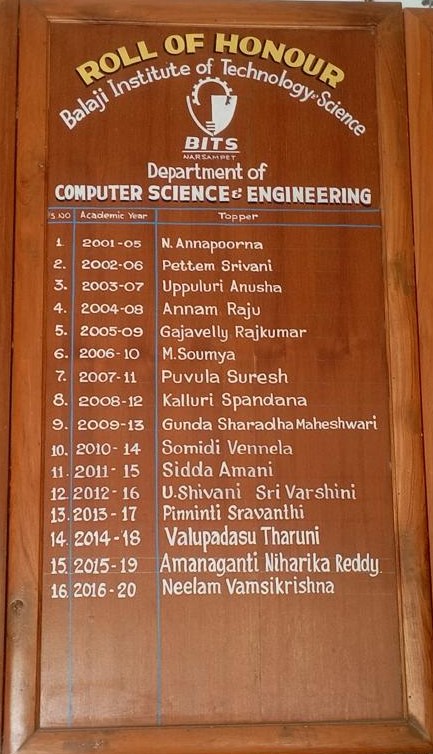 ROLL OF HONOUR
Balaji Institute of Technology & Science
BITS
NARSAMPET
Department of
COMPUTER SCIENCE & ENGINEERING
S.NO Academic Year Topper
1. 2001-05 N. Annapoorna
2. 2002-06 Pettem Srivani
3. 2003-07 Uppuluri Anusha
4. 2004-08 Annam Raju
5. 2005-09 Gajavelly Rajkumar
6. 2006-10 M.Soumya
7. 2007-11 Puvula Suresh
8. 2008-12 Kalluri Spandana
9. 2009-13 Gunda Sharadha Maheshwari
10. 2010-14 Somidi Vennela
11. 2011-15 Sidda Amani
12. 2012-16 U.Shivani Sri Varshini
13. 2013-17 Pinninti Sravanthi
14. 2014-18 Valupadasu Tharuni
15. 2015-19 Amanaganti Niharika Reddy.
16. 2016-20 Neelam Vamsikrishna